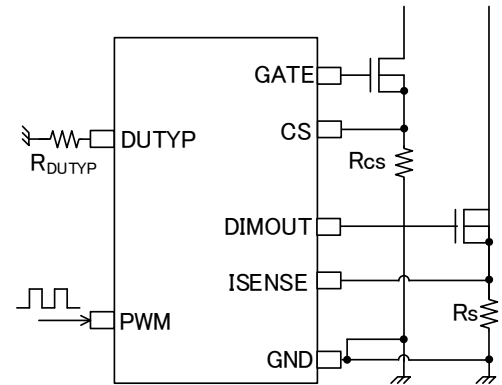 GATE
DUTYP
CS
RDUTYP
Rcs
DIMOUT
ISENSE
PWM
Rs
GND